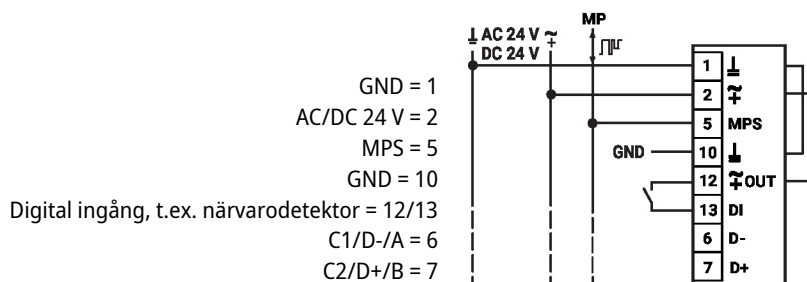 GND = 1
AC/DC 24 V = 2
MPS = 5
GND = 10
Digital ingång, t.ex. närvarodetektor = 12/13
C1/D-/A = 6
C2/D+/B = 7
MP
AC 24 V
DC 24 V
GND
1
2
5 MPS
10
12 OUT
13 DI
6 D-
7 D+